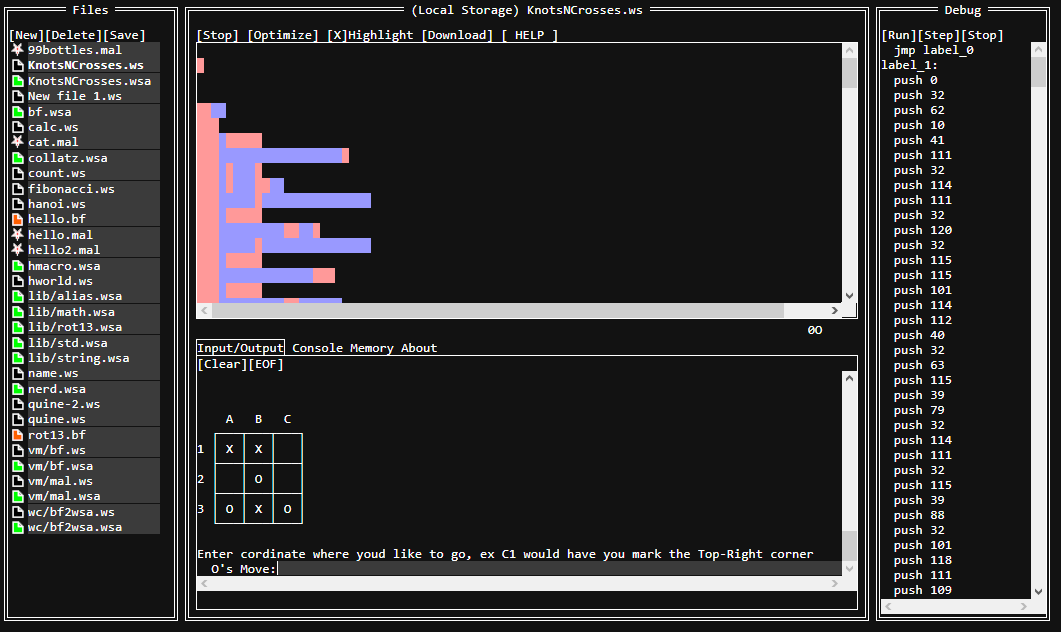 Files
[New][Delete][Save]
99bottles.mal
KnotsNCrosses.ws
KnotsNCrosses.wsa
New file 1.ws
bf.wsa
calc.ws
cat.mal
collatz.wsa
count.ws
fibonacci.ws
hanoi.ws
hello.bf
hello.mal
hello2.mal
hmacro.wsa
hworld.ws
lib/alias.wsa
lib/math.wsa
lib/rot13.wsa
lib/std.wsa
lib/string.wsa
name.ws
nerd.wsa
quine-2.ws
quine.ws
rot13.bf
vm/bf.ws
vm/bf.wsa
vm/mal.ws
vm/mal.wsa
wc/bf2wsa.ws
wc/bf2wsa.wsa
(Local Storage) KnotsNCrosses.ws
[Stop] [Optimize] [X]Highlight [Download] [ HELP ]
0O
Input/Output Console Memory About
[Clear][EOF]
A B C
1 X X
2 O
3 O X O
Enter cordinate where youd like to go, ex C1 would have you mark the Top-Right corner
O's Move:
Debug
[Run][Step][Stop]
jmp label_0
label_1:
push 0
push 32
push 62
push 10
push 41
push 111
push 32
push 114
push 111
push 32
push 120
push 32
push 115
push 115
push 101
push 114
push 112
push 40
push 32
push 63
push 115
push 39
push 79
push 32
push 114
push 111
push 32
push 115
push 39
push 88
push 32
push 101
push 118
push 111
push 109